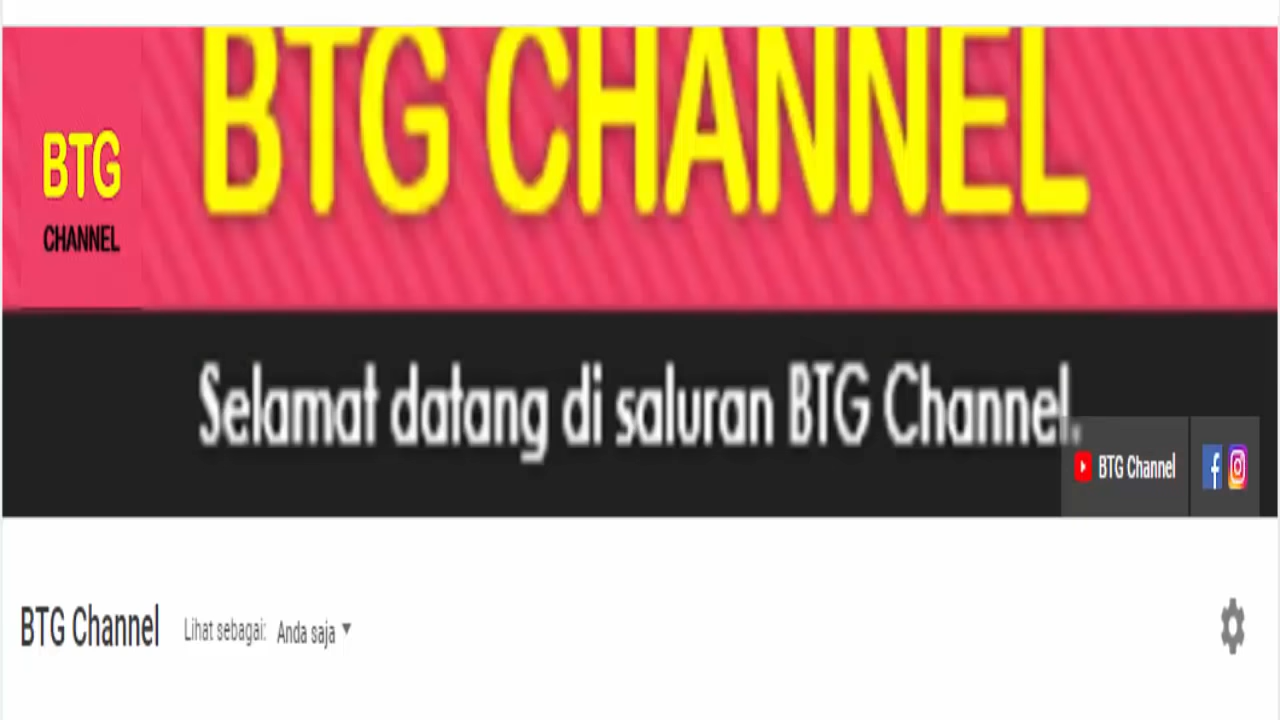 BTG CHANNEL
BTG
CHANNEL
Selamat datang di saluran BTG Channel.
BTG Channel
BTG Channel Lihat sebagai: Anda saja